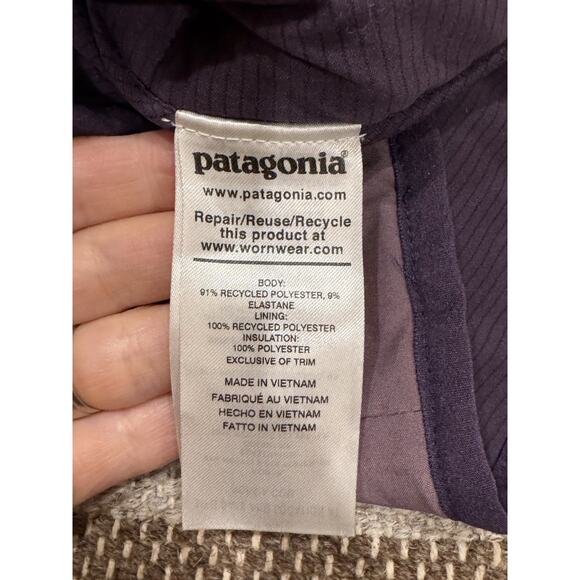 patagonia®
www.patagonia.com
Repair/Reuse/Recycle
this product at
www.wornwear.com
BODY:
91% RECYCLED POLYESTER, 9%
ELASTANE
LINING:
100% RECYCLED POLYESTER
INSULATION:
100% POLYESTER
EXCLUSIVE OF TRIM
MADE IN VIETNAM
FABRIQUÉ AU VIETNAM
HECHO EN VIETNAM
FATTO IN VIETNAM